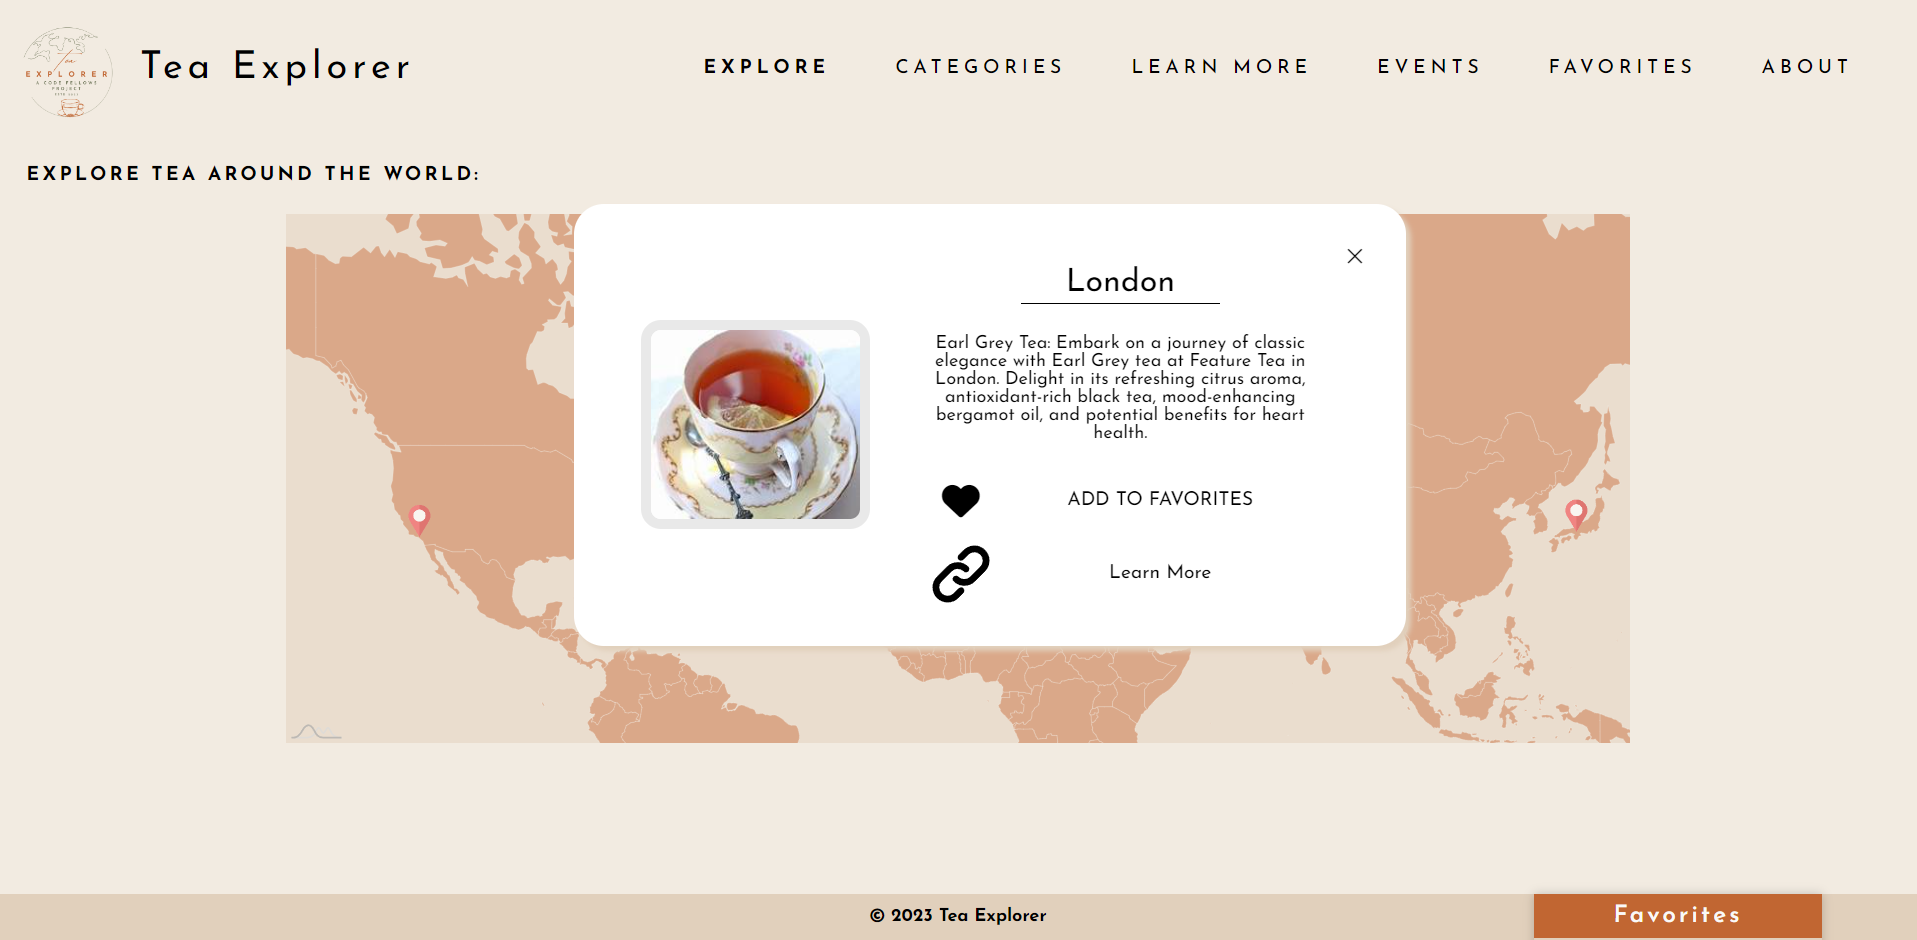 Tea
EXPLORER
A CODE FELLOWS
PROJECT
Tea Explorer
EXPLORE
CATEGORIES
LEARN MORE
EVENTS
FAVORITES
ABOUT
EXPLORE TEA AROUND THE WORLD:
London
Earl Grey Tea: Embark on a journey of classic
elegance with Earl Grey tea at Feature Tea in
London. Delight in its refreshing citrus aroma,
antioxidant-rich black tea, mood-enhancing
bergamot oil, and potential benefits for heart
health.
ADD TO FAVORITES
Learn More
© 2023 Tea Explorer
Favorites